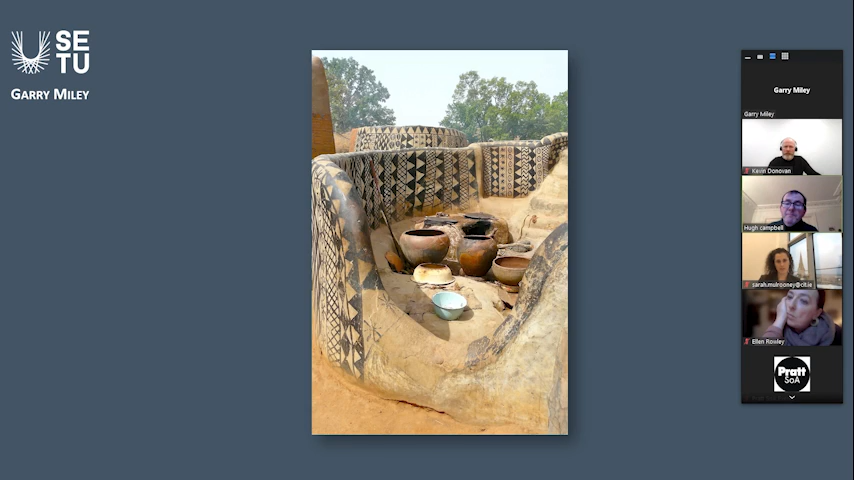 SE
TU
GARRY MILEY
Garry Miley
Garry Miley
Kevin Donovan
Hugh campbell
sarah.mulrooney@cit.ie
Ellen Rowley
Pratt
SoA